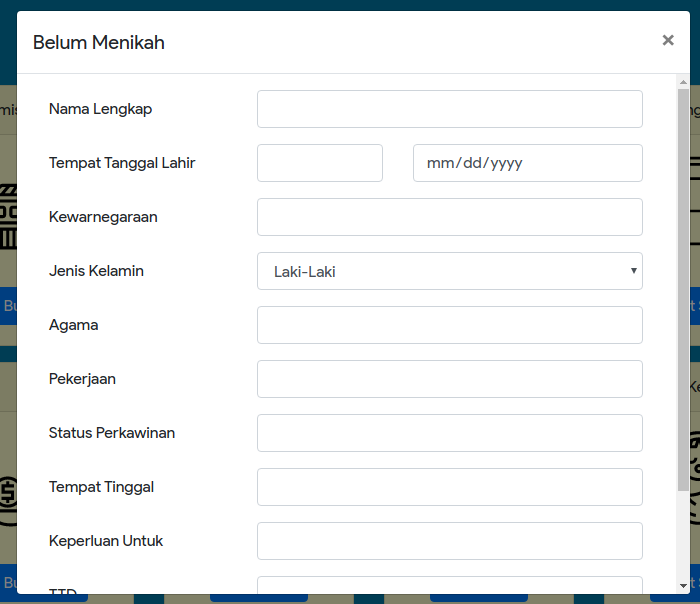 Belum Menikah ×
Nama Lengkap
Tempat Tanggal Lahir mm/dd/yyyy
Kewarnegaraan
Jenis Kelamin Laki-Laki
Agama
Pekerjaan
Status Perkawinan
Tempat Tinggal
Keperluan Untuk
TTD